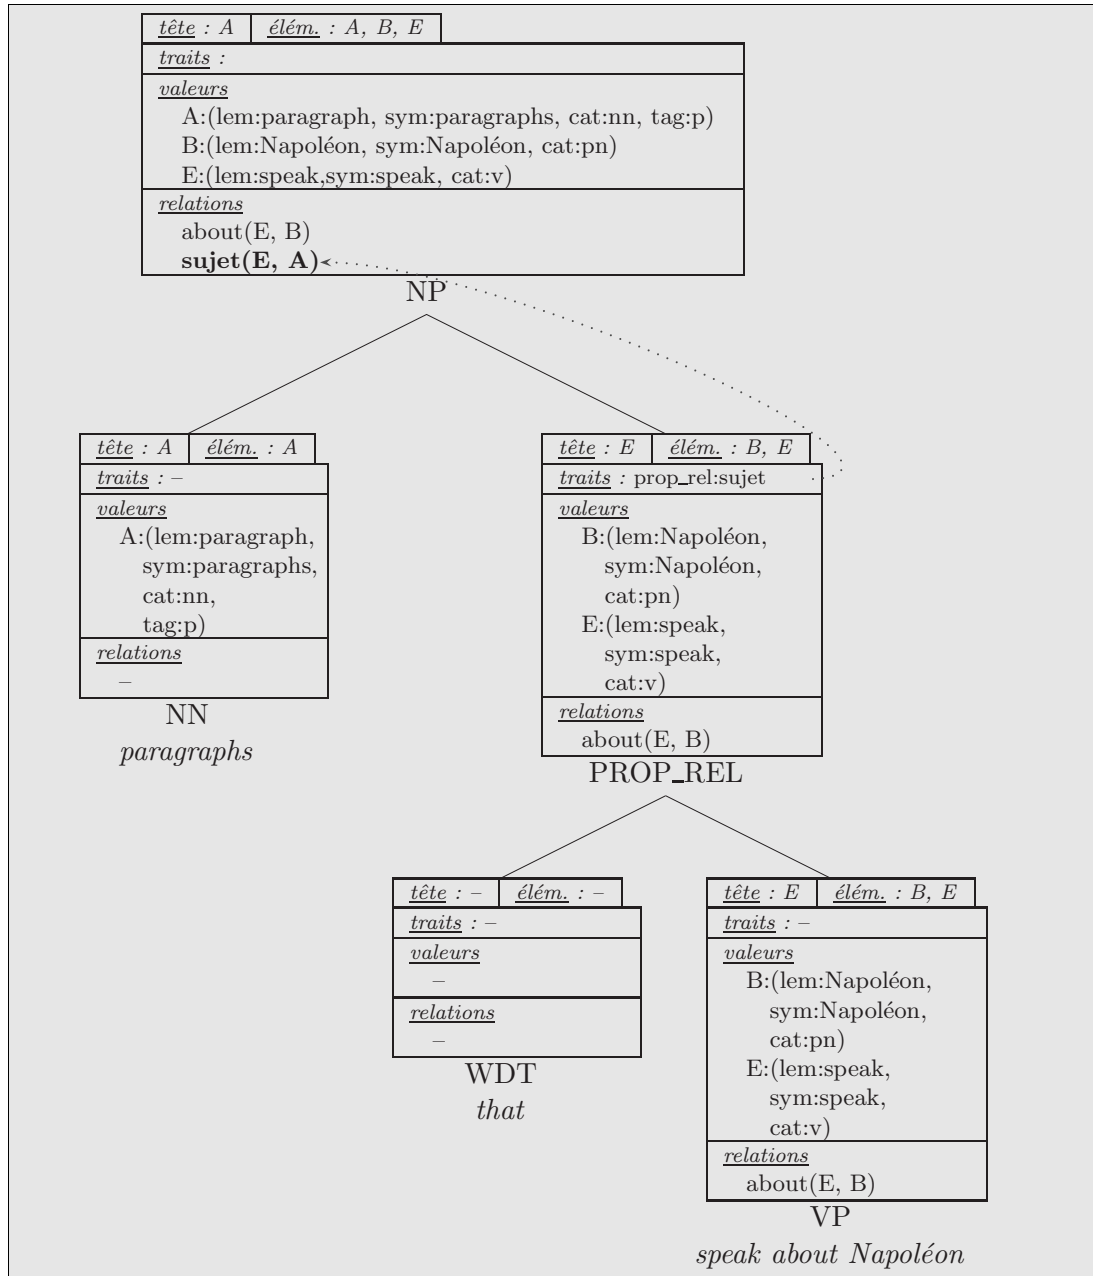 tête : A élém. : A, B, E
traits :
valeurs
A:(lem:paragraph, sym:paragraphs, cat:nn, tag:p)
B:(lem:Napoléon, sym:Napoléon, cat:pn)
E:(lem:speak,sym:speak, cat:v)
relations
about(E, B)
sujet(E, A)
NP
tête : A élém. : A
traits : –
valeurs
A:(lem:paragraph,
sym:paragraphs,
cat:nn,
tag:p)
relations
–
NN
paragraphs
tête : E élém. : B, E
traits : prop_rel:sujet
valeurs
B:(lem:Napoléon,
sym:Napoléon,
cat:pn)
E:(lem:speak,
sym:speak,
cat:v)
relations
about(E, B)
PROP_REL
tête : – élém. : –
traits : –
valeurs
–
relations
–
WDT
that
tête : E élém. : B, E
traits : –
valeurs
B:(lem:Napoléon,
sym:Napoléon,
cat:pn)
E:(lem:speak,
sym:speak,
cat:v)
relations
about(E, B)
VP
speak about Napoléon